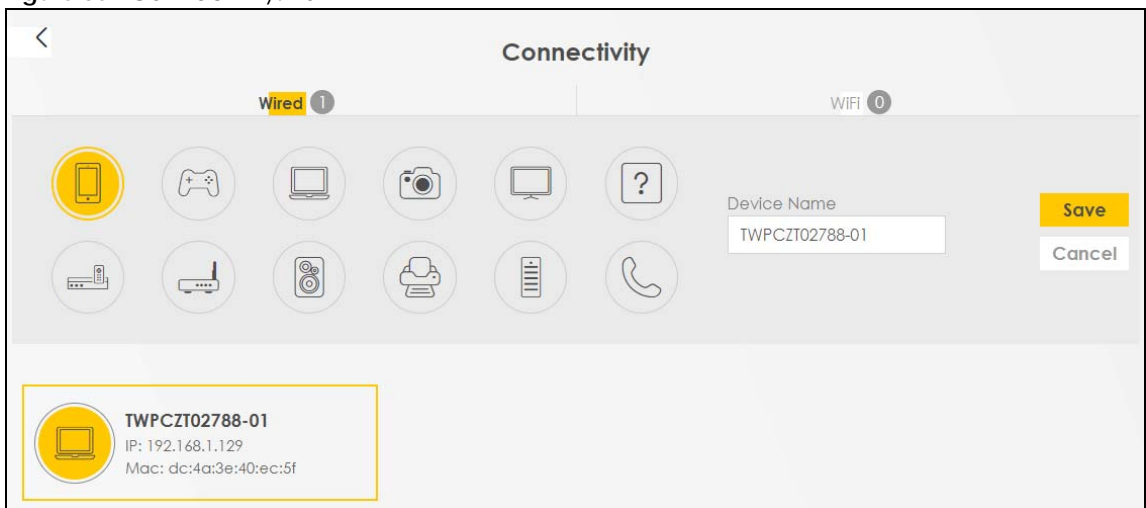 Connectivity
Wired 1
WiFi 0
?
Device Name
TWPCZT02788-01
Save
Cancel
TWPCZT02788-01
IP: 192.168.1.129
Mac: dc:4a:3e:40:ec:5f